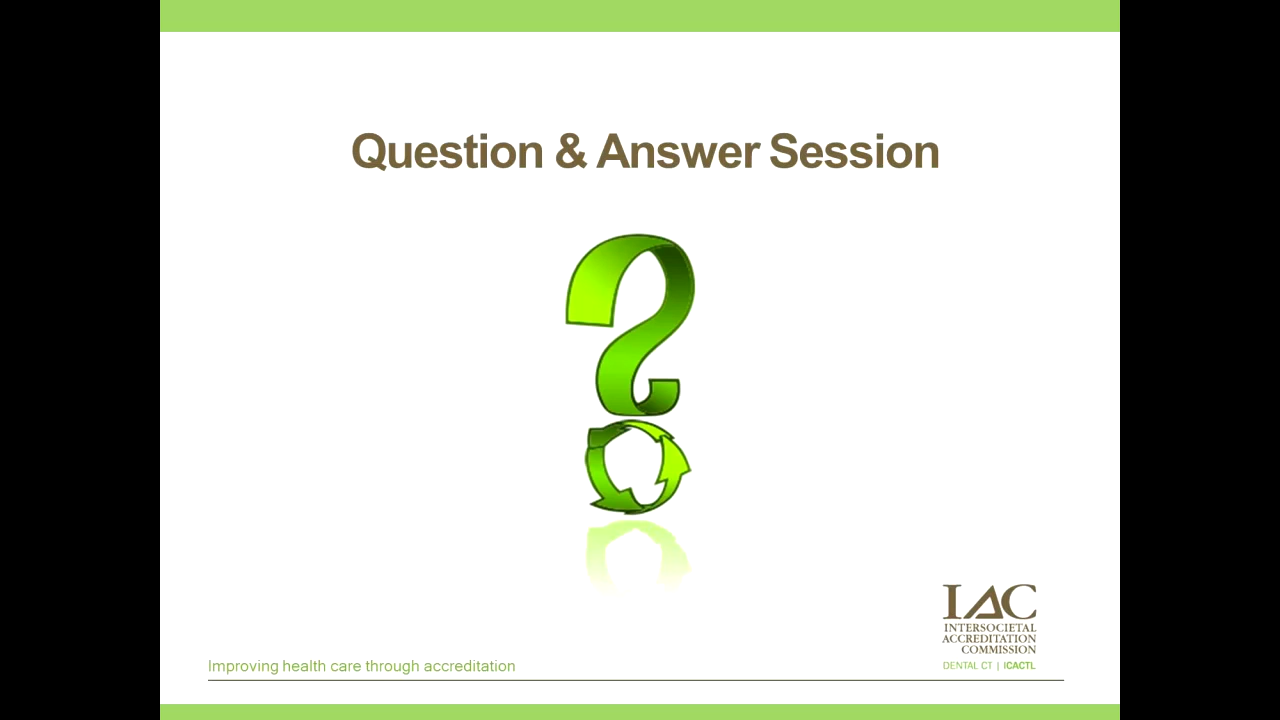 Question & Answer Session
IAC
INTERSOCIETAL
ACCREDITATION
COMMISSION
DENTAL CT | ICACTL
Improving health care through accreditation